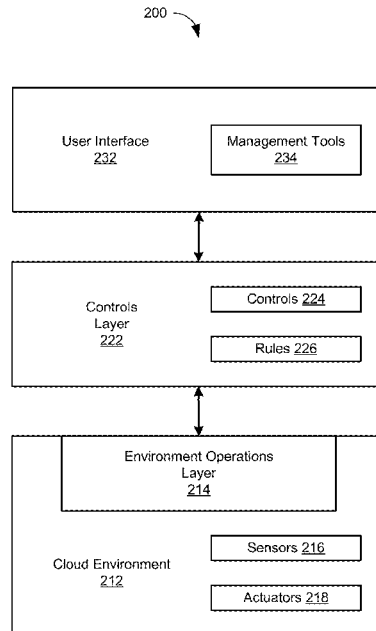 200
User Interface
232
Management Tools
234
Controls
Layer
222
Controls 224
Rules 226
Environment Operations
Layer
214
Cloud Environment
212
Sensors 216
Actuators 218